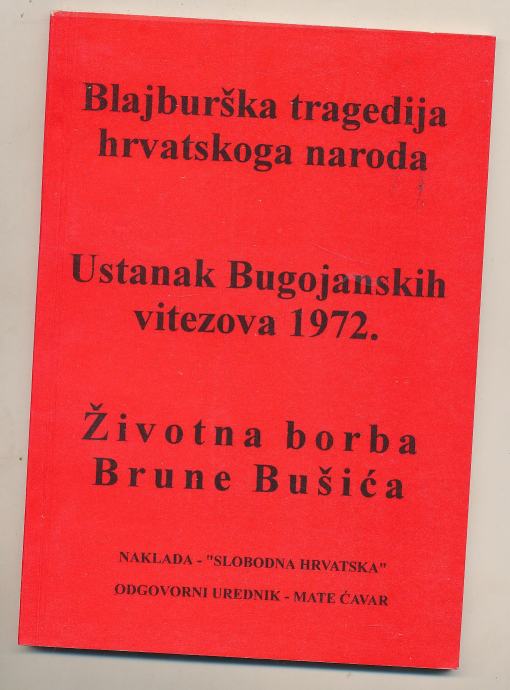 Blajburška tragedija
hrvatskoga naroda
Ustanak Bugojanskih
vitezova 1972.
Životna borba
Brune Bušića
NAKLADA - "SLOBODNA HRVATSKA"
ODGOVORNI UREDNIK - MATE ĆAVAR